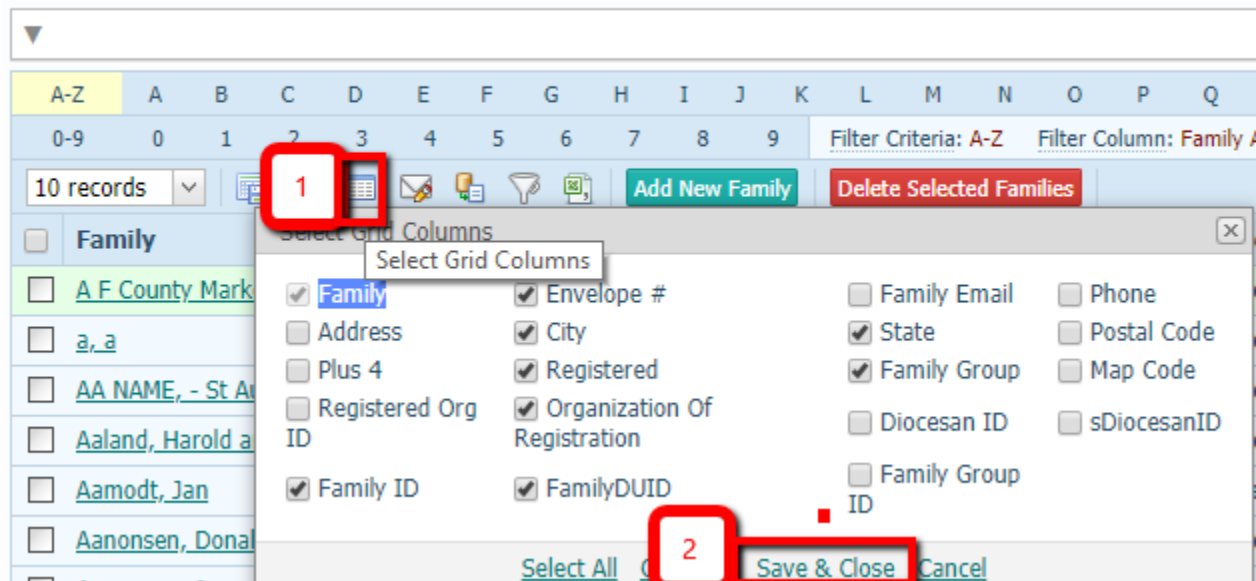 A-Z A B C D E F G H I J K L M N O P Q
0-9 0 1 2 3 4 5 6 7 8 9 Filter Criteria: A-Z Filter Column: Family A
10 records 1 Add New Family Delete Selected Families
Family Select Grid Columns
Select Grid Columns
A F County Mark Family Envelope # Family Email Phone
a, a Address City State Postal Code
AA NAME, - St Plus 4 Registered Family Group Map Code
Aaland, Harold Registered Org ID Organization Of Registration Diocesan ID sDiocesanID
Aamodt, Jan Family ID FamilyDUID Family Group ID
Aanonsen, Donal
Select All 2 Save & Close Cancel